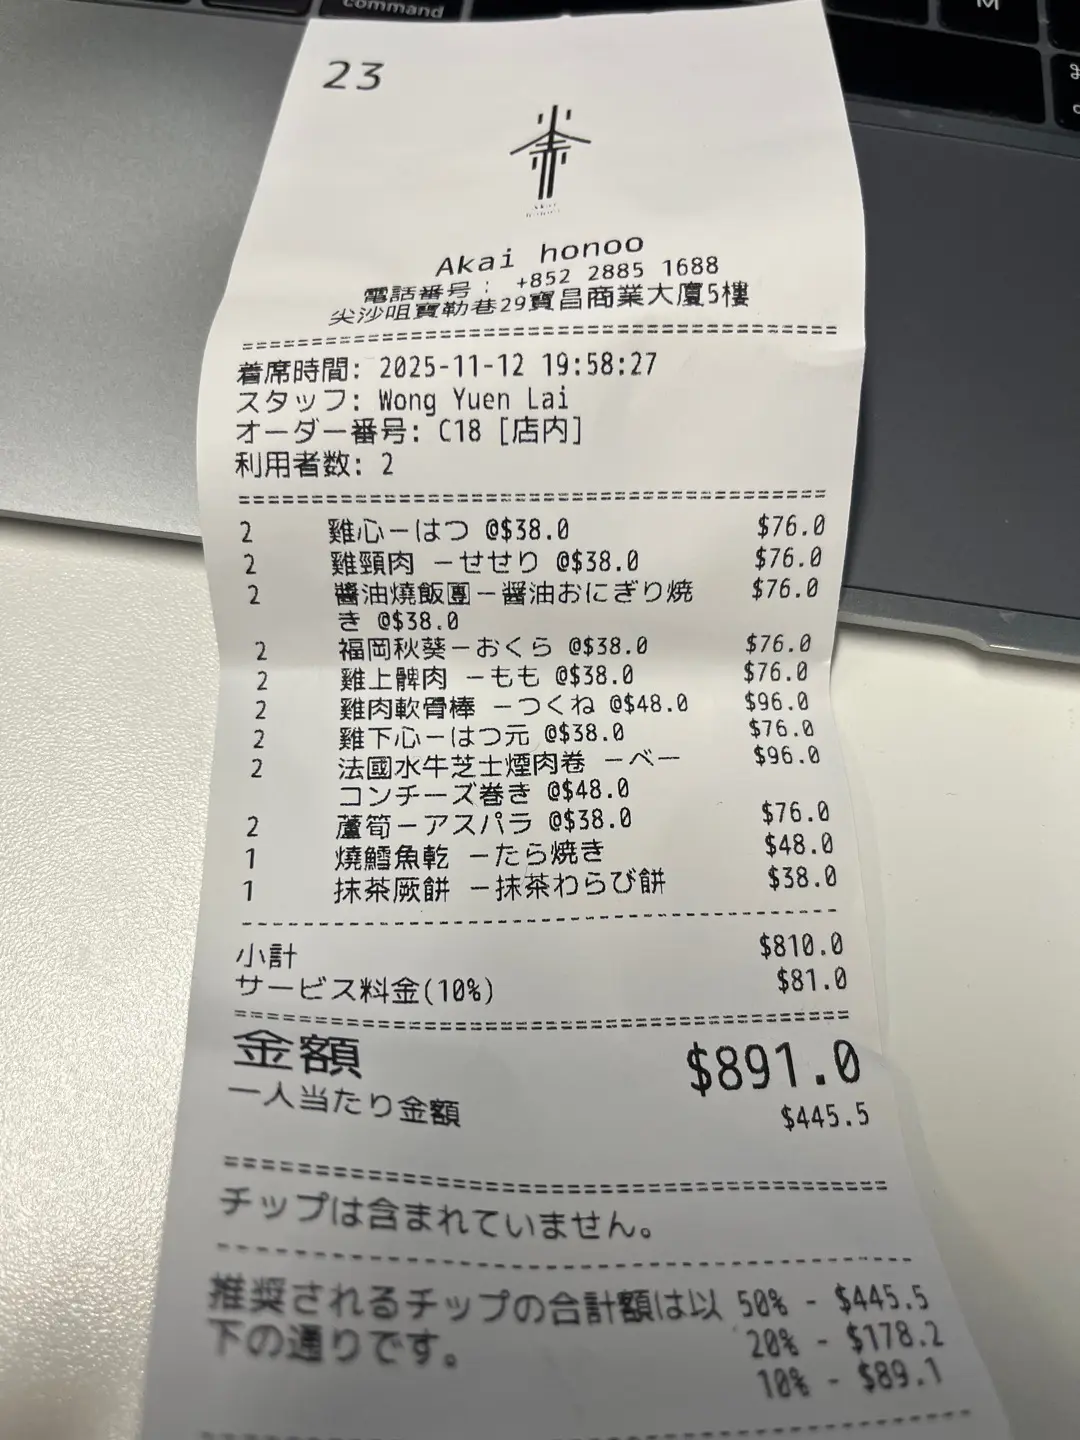 command
M
23
Akai honoo
電話番号: +852 2885 1688
尖沙咀寶勒巷29寶昌商業大廈5樓
着席時間: 2025-11-12 19:58:27
スタッフ: Wong Yuen Lai
オーダー番号: C18 [店内]
利用者数: 2
2 雞心-はつ @$38.0 $76.0
2 雞頸肉 -せせり @$38.0 $76.0
2 醬油燒飯團-醤油おにぎり焼 $76.0
き @$38.0
2 福岡秋葵-おくら @$38.0 $76.0
2 雞上髀肉 -もも @$38.0 $76.0
2 雞肉軟骨棒 -つくね @$48.0 $96.0
2 雞下心-はつ元 @$38.0 $76.0
2 法國水牛芝士煙肉卷 -ベー $96.0
コンチーズ巻き @$48.0
2 蘆筍-アスパラ @$38.0 $76.0
1 燒鱈魚乾 -たら焼き $48.0
1 抹茶蕨餅 -抹茶わらび餅 $38.0
小計 $810.0
サービス料金(10%) $81.0
金額 $891.0
一人当たり金額 $445.5
チップは含まれていません。
推奨されるチップの合計額は以 50% - $445.5
下の通りです。 20% - $178.2
10% - $89.1